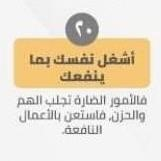 ٢٠
أشغل نفسك بما
ينفعك
فالأمور الضارة تجلب الهم
والحزن، فاستعن بالأعمال
النافعة.